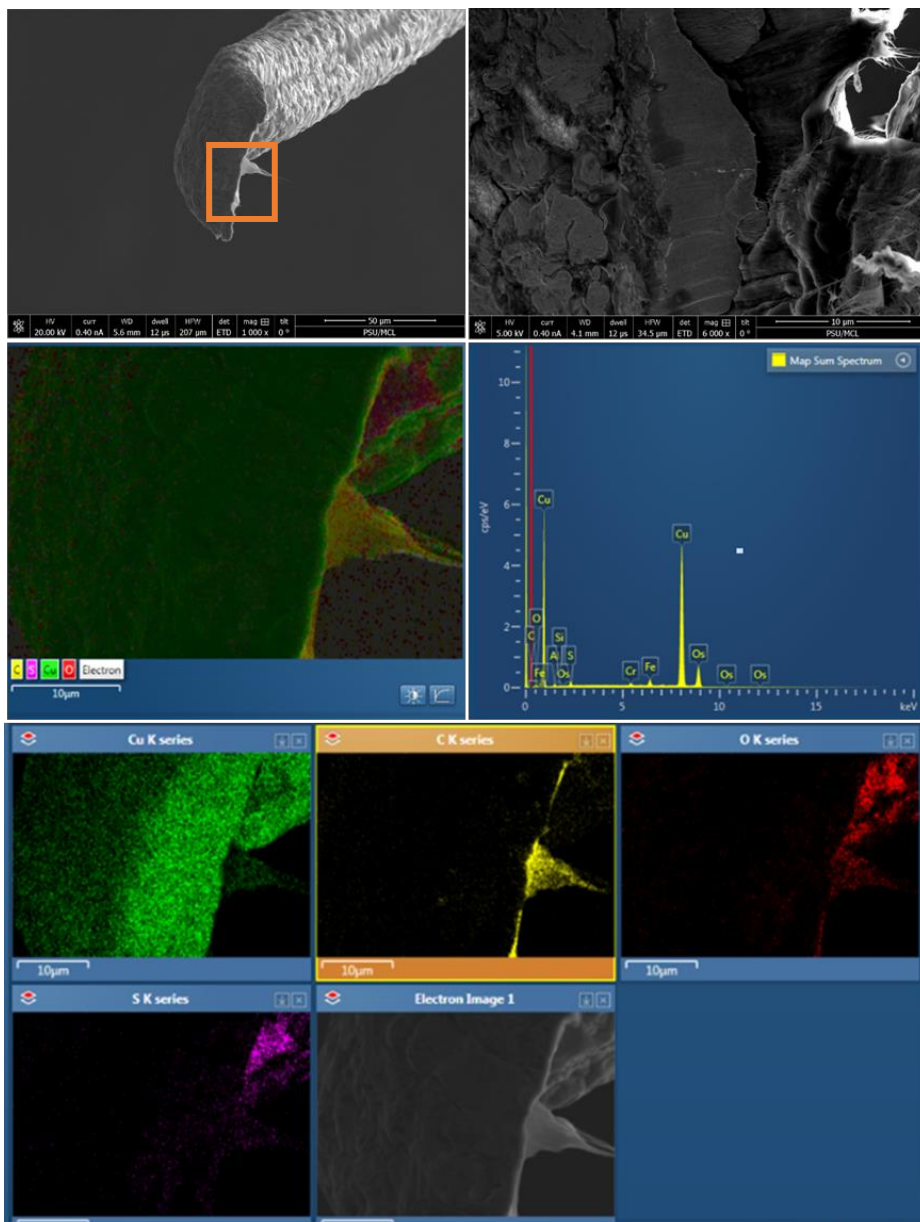 HV curr WD dwell HFW det mag ⊞ tilt 50 µm
20.00 kV 0.40 nA 5.6 mm 12 µs 207 µm ETD 1 000 x 0 ° PSU/MCL
HV curr WD dwell HFW det mag ⊞ tilt 10 µm
5.00 kV 0.40 nA 4.1 mm 12 µs 34.5 µm ETD 6 000 x 0 ° PSU/MCL
C S Cu O Electron
10µm
Map Sum Spectrum
10
8
6
4
2
0
cps/eV
Cu
Cu
O
C
Si
Al
S
Fe
Os
Cr
Fe
Os
Os
Os
0 5 10 15 keV
Cu K series
C K series
O K series
10µm
10µm
10µm
S K series
Electron Image 1